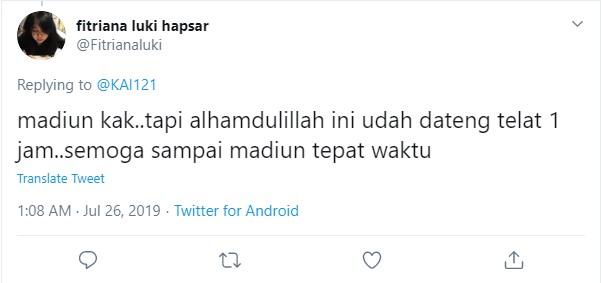 fitriana luki hapsar
@Fitrianaluki
Replying to @KAI121
madiun kak..tapi alhamdulillah ini udah dateng telat 1
jam..semoga sampai madiun tepat waktu
Translate Tweet
1:08 AM · Jul 26, 2019 · Twitter for Android